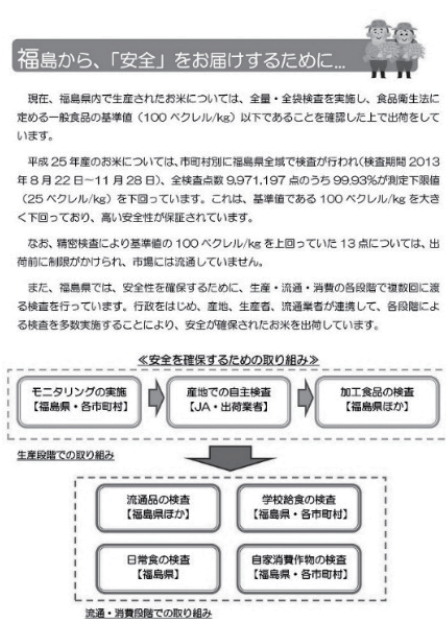 福島から、「安全」をお届けするために...
現在、福島県内で生産されたお米については、全量・全袋検査を実施し、食品衛生法に
定める一般食品の基準値（100 ベクレル/kg）以下であることを確認した上で出荷をして
います。
平成 25 年産のお米については、市町村別に福島県全域で検査が行われ（検査期間 2013
年 8 月 22 日～11 月 28 日）、全検査点数 9,971,197 点のうち 99.93%が測定下限値
（25 ベクレル/kg）を下回っています。これは、基準値である 100 ベクレル/kg を大き
く下回っており、高い安全性が保証されています。
なお、精密検査により基準値の 100 ベクレル/kg を上回っていた 13 点については、出
荷前に制限がかけられ、市場には流通していません。
また、福島県では、安全性を確保するために、生産・流通・消費の各段階で複数回に渡
る検査を行っています。行政をはじめ、産地、生産者、流通業者が連携して、各段階によ
る検査を多数実施することにより、安全が確保されたお米を出荷しています。
≪安全を確保するための取り組み≫
モニタリングの実施
【福島県・各市町村】
産地での自主検査
【JA・出荷業者】
加工食品の検査
【福島県ほか】
生産段階での取り組み
流通品の検査
【福島県ほか】
学校給食の検査
【福島県・各市町村】
日常食の検査
【福島県】
自家消費作物の検査
【福島県・各市町村】
流通・消費段階での取り組み